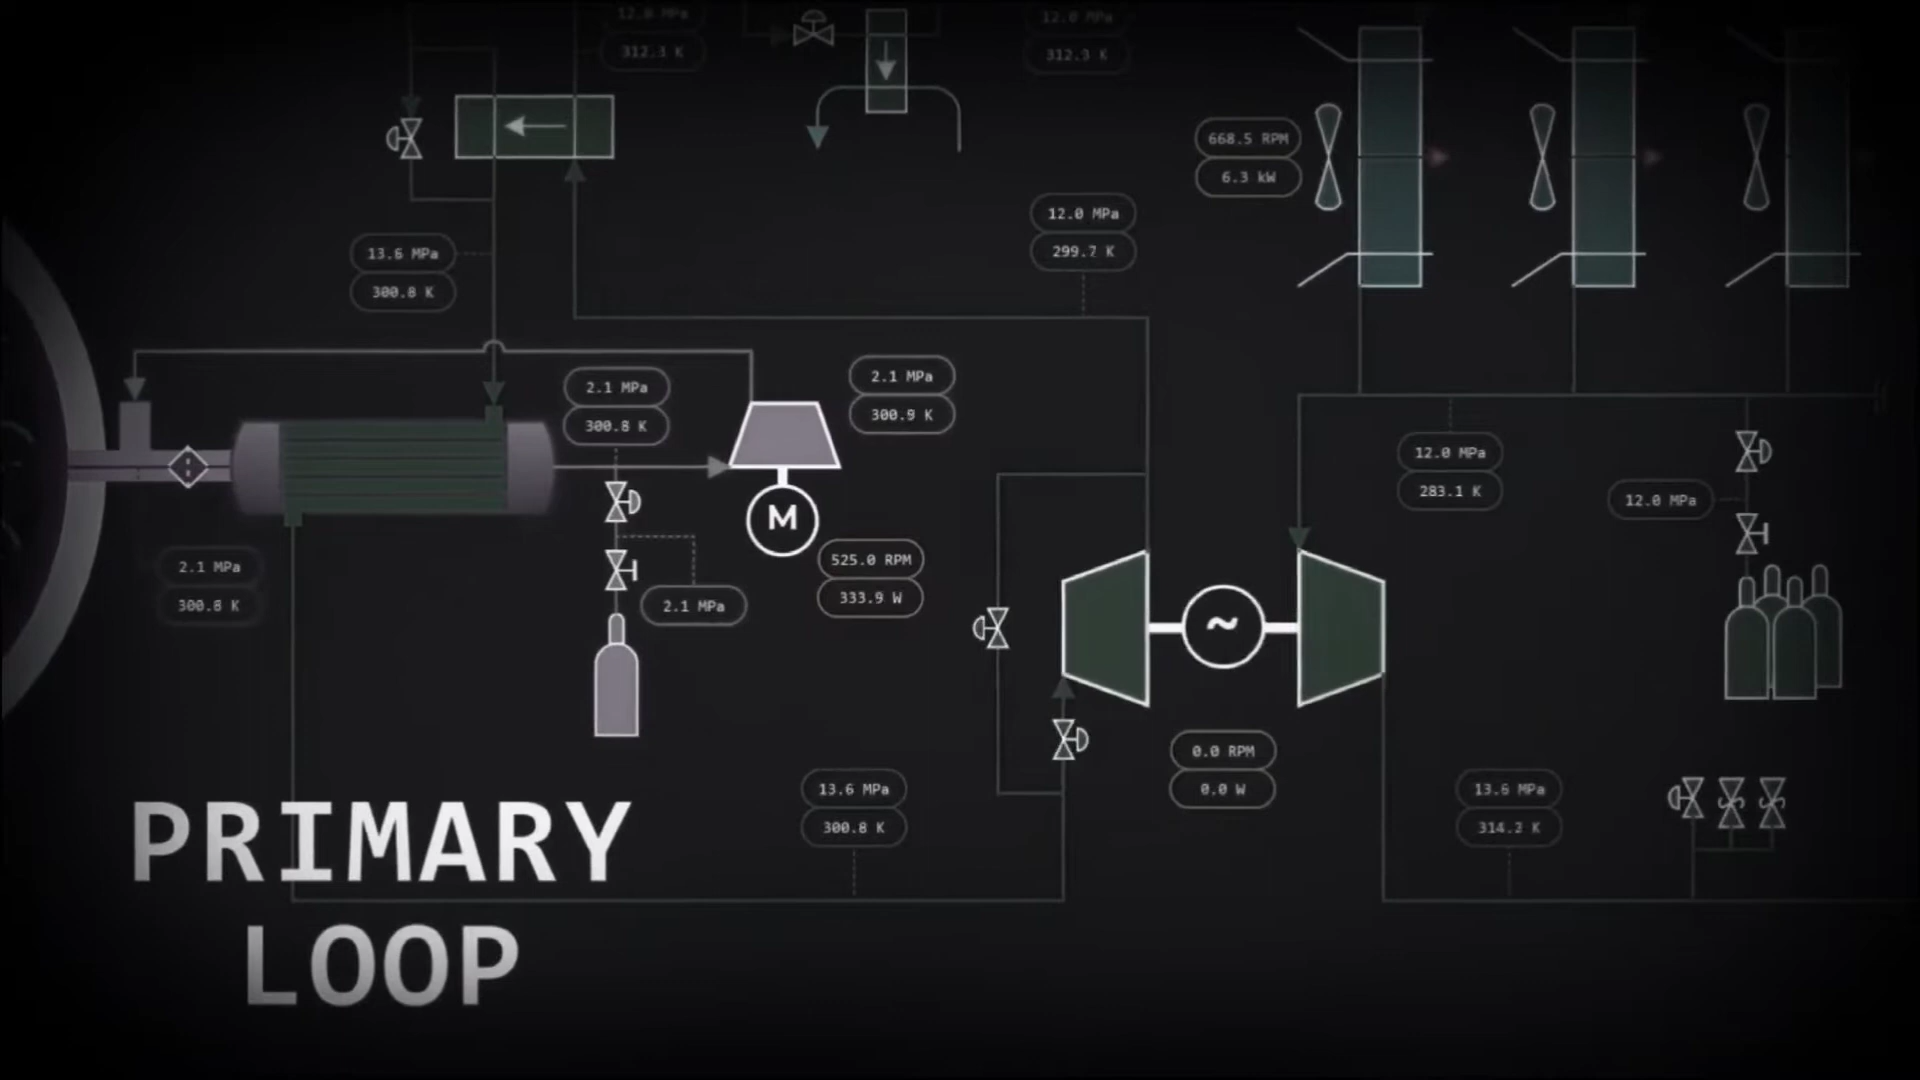 12.0 MPa
312.3 K
12.0 MPa
312.3 K
668.5 RPM
6.3 kW
12.0 MPa
299.7 K
13.6 MPa
300.8 K
2.1 MPa
300.8 K
2.1 MPa
300.9 K
12.0 MPa
283.1 K
12.0 MPa
M
2.1 MPa
300.8 K
525.0 RPM
333.9 W
2.1 MPa
~
0.0 RPM
0.0 W
13.6 MPa
300.8 K
13.6 MPa
314.2 K
PRIMARY
LOOP